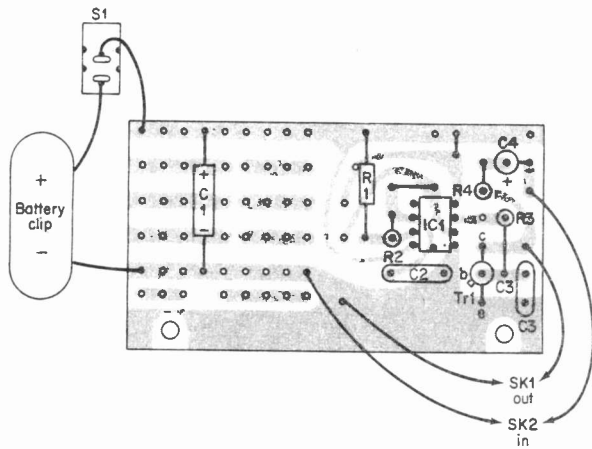 S1
+
Battery
clip
−
+
C
1
−
R
1
R2
C2
IC1
C4
+
R4
R3
c
b
Tr1
e
C3
C3
SK1
out
SK2
in